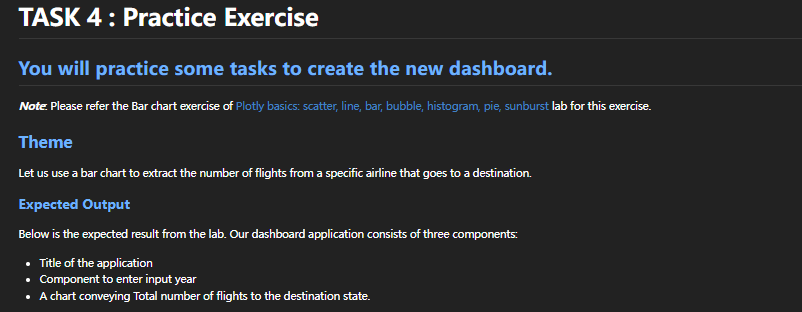 TASK 4 : Practice Exercise
You will practice some tasks to create the new dashboard.
Note: Please refer the Bar chart exercise of Plotly basics: scatter, line, bar, bubble, histogram, pie, sunburst lab for this exercise.
Theme
Let us use a bar chart to extract the number of flights from a specific airline that goes to a destination.
Expected Output
Below is the expected result from the lab. Our dashboard application consists of three components:
• Title of the application
• Component to enter input year
• A chart conveying Total number of flights to the destination state.